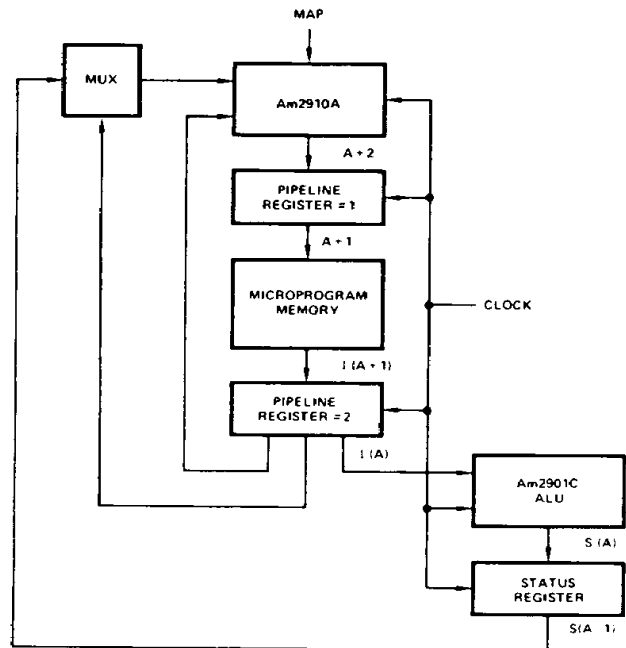 MAP
MUX
Am2910A
A + 2
PIPELINE
REGISTER = 1
A + 1
MICROPROGRAM
MEMORY
CLOCK
I (A + 1)
PIPELINE
REGISTER = 2
I (A)
Am2901C
ALU
S (A)
STATUS
REGISTER
S(A 1)